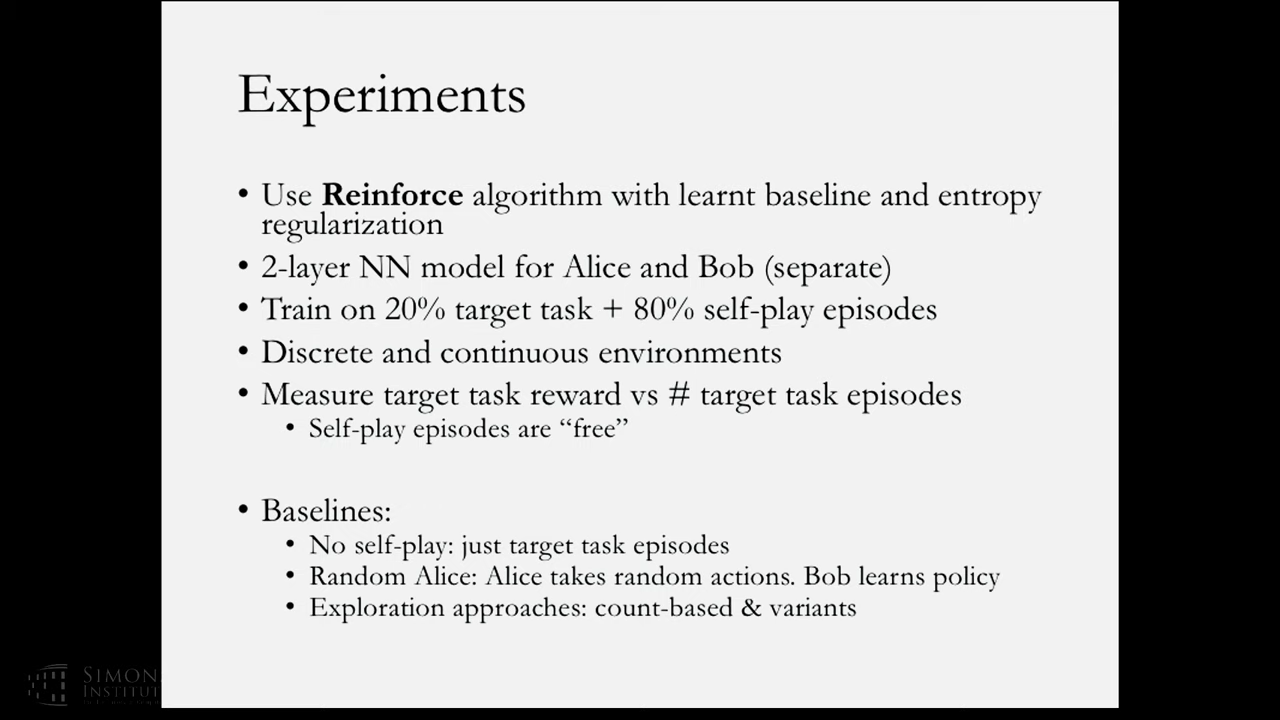 Experiments
• Use Reinforce algorithm with learnt baseline and entropy
regularization
• 2-layer NN model for Alice and Bob (separate)
• Train on 20% target task + 80% self-play episodes
• Discrete and continuous environments
• Measure target task reward vs # target task episodes
• Self-play episodes are “free”
• Baselines:
• No self-play: just target task episodes
• Random Alice: Alice takes random actions. Bob learns policy
• Exploration approaches: count-based & variants
SIMONS
INSTITUT